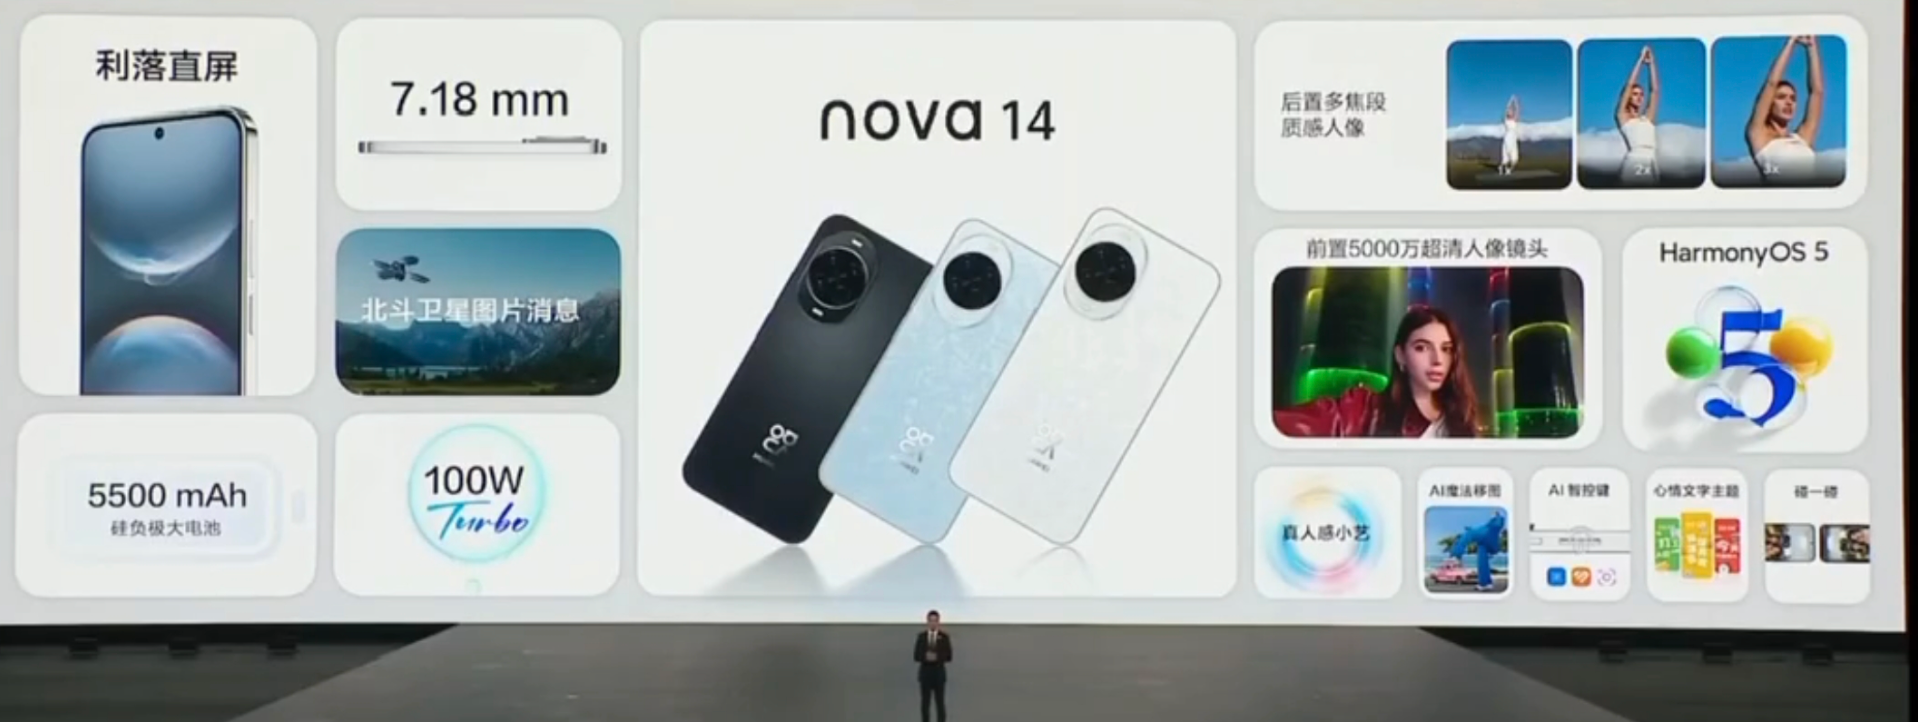 利落直屏
7.18 mm
北斗卫星图片消息
5500 mAh
硅负极大电池
100W
Turbo
nova 14
后置多焦段
质感人像
1x
2x
3x
前置5000万超清人像镜头
HarmonyOS 5
5
真人感小艺
AI魔法移图
AI 智控键
心情文字主题
碰一碰